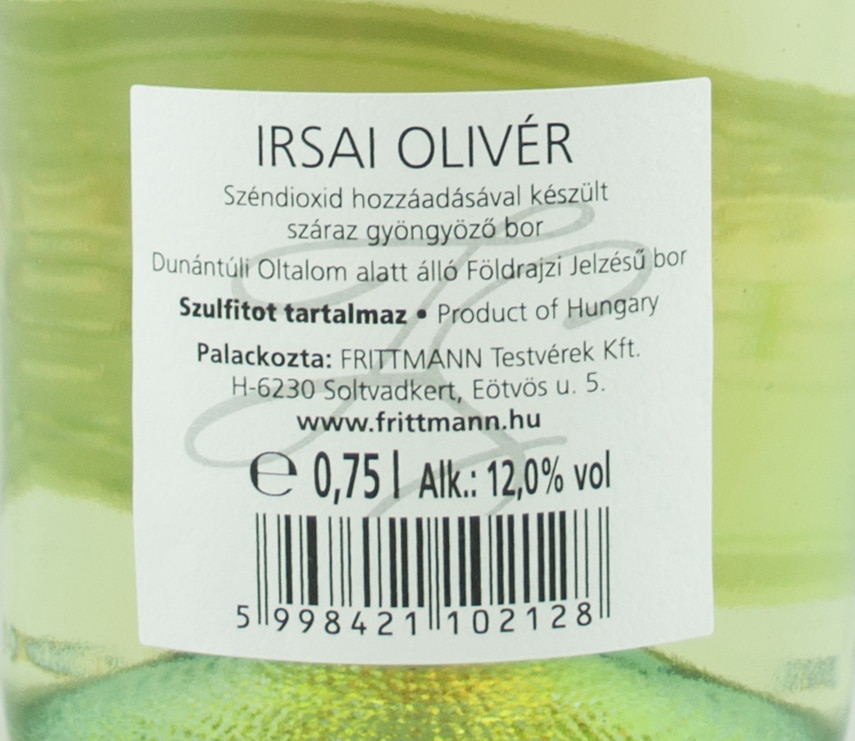 IRSAI OLIVÉR
Széndioxid hozzáadásával készült
száraz gyöngyöző bor
Dunántúli Oltalom alatt álló Földrajzi Jelzésű bor
Szulfitot tartalmaz • Product of Hungary
Palackozta: FRITTMANN Testvérek Kft.
H-6230 Soltvadkert, Eötvös u. 5.
www.frittmann.hu
℮ 0,75 l Alk.: 12,0% vol
5 998421 102128